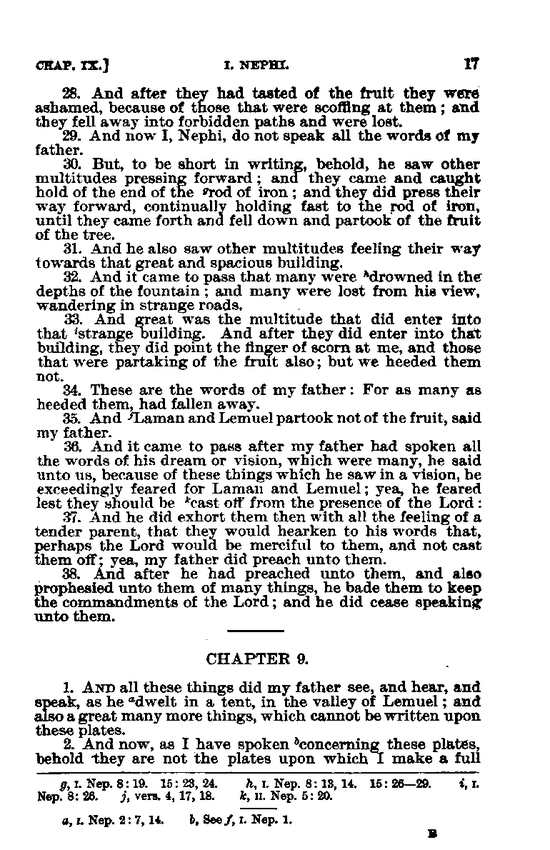 CHAP. IX.] I. NEPHI. 17
28. And after they had tasted of the fruit they were
ashamed, because of those that were scoffing at them; and
they fell away into forbidden paths and were lost.
29. And now I, Nephi, do not speak all the words of my
father.
30. But, to be short in writing, behold, he saw other
multitudes pressing forward; and they came and caught
hold of the end of the ᵍrod of iron; and they did press their
way forward, continually holding fast to the rod of iron,
until they came forth and fell down and partook of the fruit
of the tree.
31. And he also saw other multitudes feeling their way
towards that great and spacious building.
32. And it came to pass that many were ʰdrowned in the
depths of the fountain; and many were lost from his view,
wandering in strange roads.
33. And great was the multitude that did enter into
that ⁱstrange building. And after they did enter into that
building, they did point the finger of scorn at me, and those
that were partaking of the fruit also; but we heeded them
not.
34. These are the words of my father: For as many as
heeded them, had fallen away.
35. And ʲLaman and Lemuel partook not of the fruit, said
my father.
36. And it came to pass after my father had spoken all
the words of his dream or vision, which were many, he said
unto us, because of these things which he saw in a vision, he
exceedingly feared for Laman and Lemuel; yea, he feared
lest they should be ᵏcast off from the presence of the Lord:
37. And he did exhort them then with all the feeling of a
tender parent, that they would hearken to his words that,
perhaps the Lord would be merciful to them, and not cast
them off; yea, my father did preach unto them.
38. And after he had preached unto them, and also
prophesied unto them of many things, he bade them to keep
the commandments of the Lord; and he did cease speaking
unto them.
CHAPTER 9.
1. AND all these things did my father see, and hear, and
speak, as he ᵃdwelt in a tent, in the valley of Lemuel; and
also a great many more things, which cannot be written upon
these plates.
2. And now, as I have spoken ᵇconcerning these plates,
behold they are not the plates upon which I make a full
g, I. Nep. 8:19. 15:23, 24. h, I. Nep. 8:13, 14. 15:26—29. i, I.
Nep. 8:26. j, vers. 4, 17, 18. k, II. Nep. 5:20.
a, I. Nep. 2:7, 14. b, See f, I. Nep. 1.
B